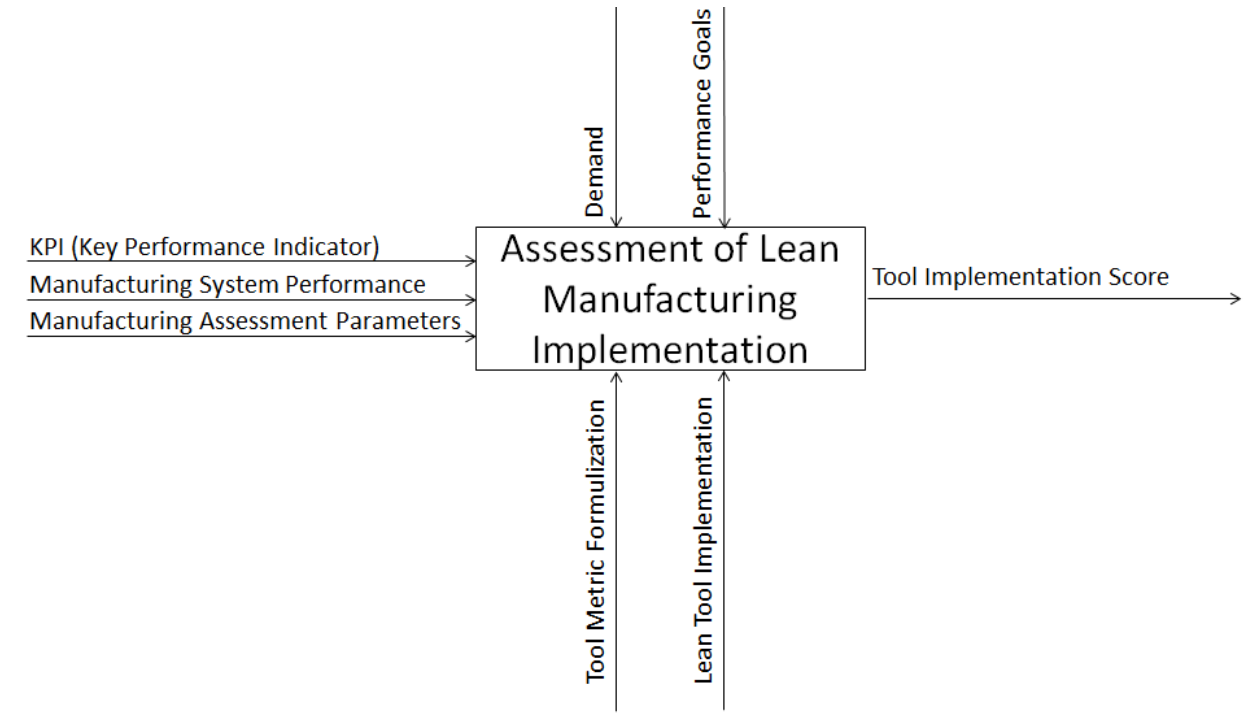 Demand
Performance Goals
KPI (Key Performance Indicator)
Manufacturing System Performance
Manufacturing Assessment Parameters
Assessment of Lean
Manufacturing
Implementation
Tool Implementation Score
Tool Metric Formulization
Lean Tool Implementation